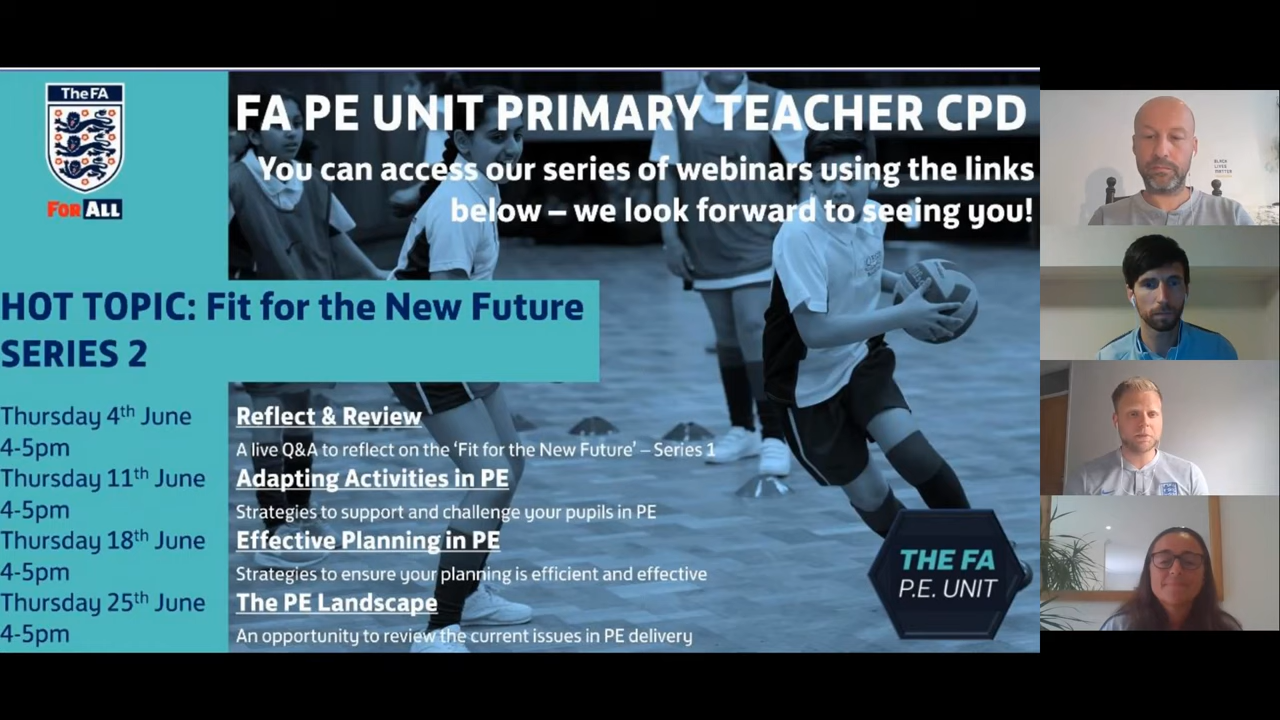 The FA
FOR ALL
FA PE UNIT PRIMARY TEACHER CPD
You can access our series of webinars using the links
below – we look forward to seeing you!
HOT TOPIC: Fit for the New Future
SERIES 2
Thursday 4th June
4-5pm
Reflect & Review
A live Q&A to reflect on the ‘Fit for the New Future’ – Series 1
Thursday 11th June
4-5pm
Adapting Activities in PE
Strategies to support and challenge your pupils in PE
Thursday 18th June
4-5pm
Effective Planning in PE
Strategies to ensure your planning is efficient and effective
Thursday 25th June
4-5pm
The PE Landscape
An opportunity to review the current issues in PE delivery
THE FA
P.E. UNIT
BLACK
LIVES
MATTER